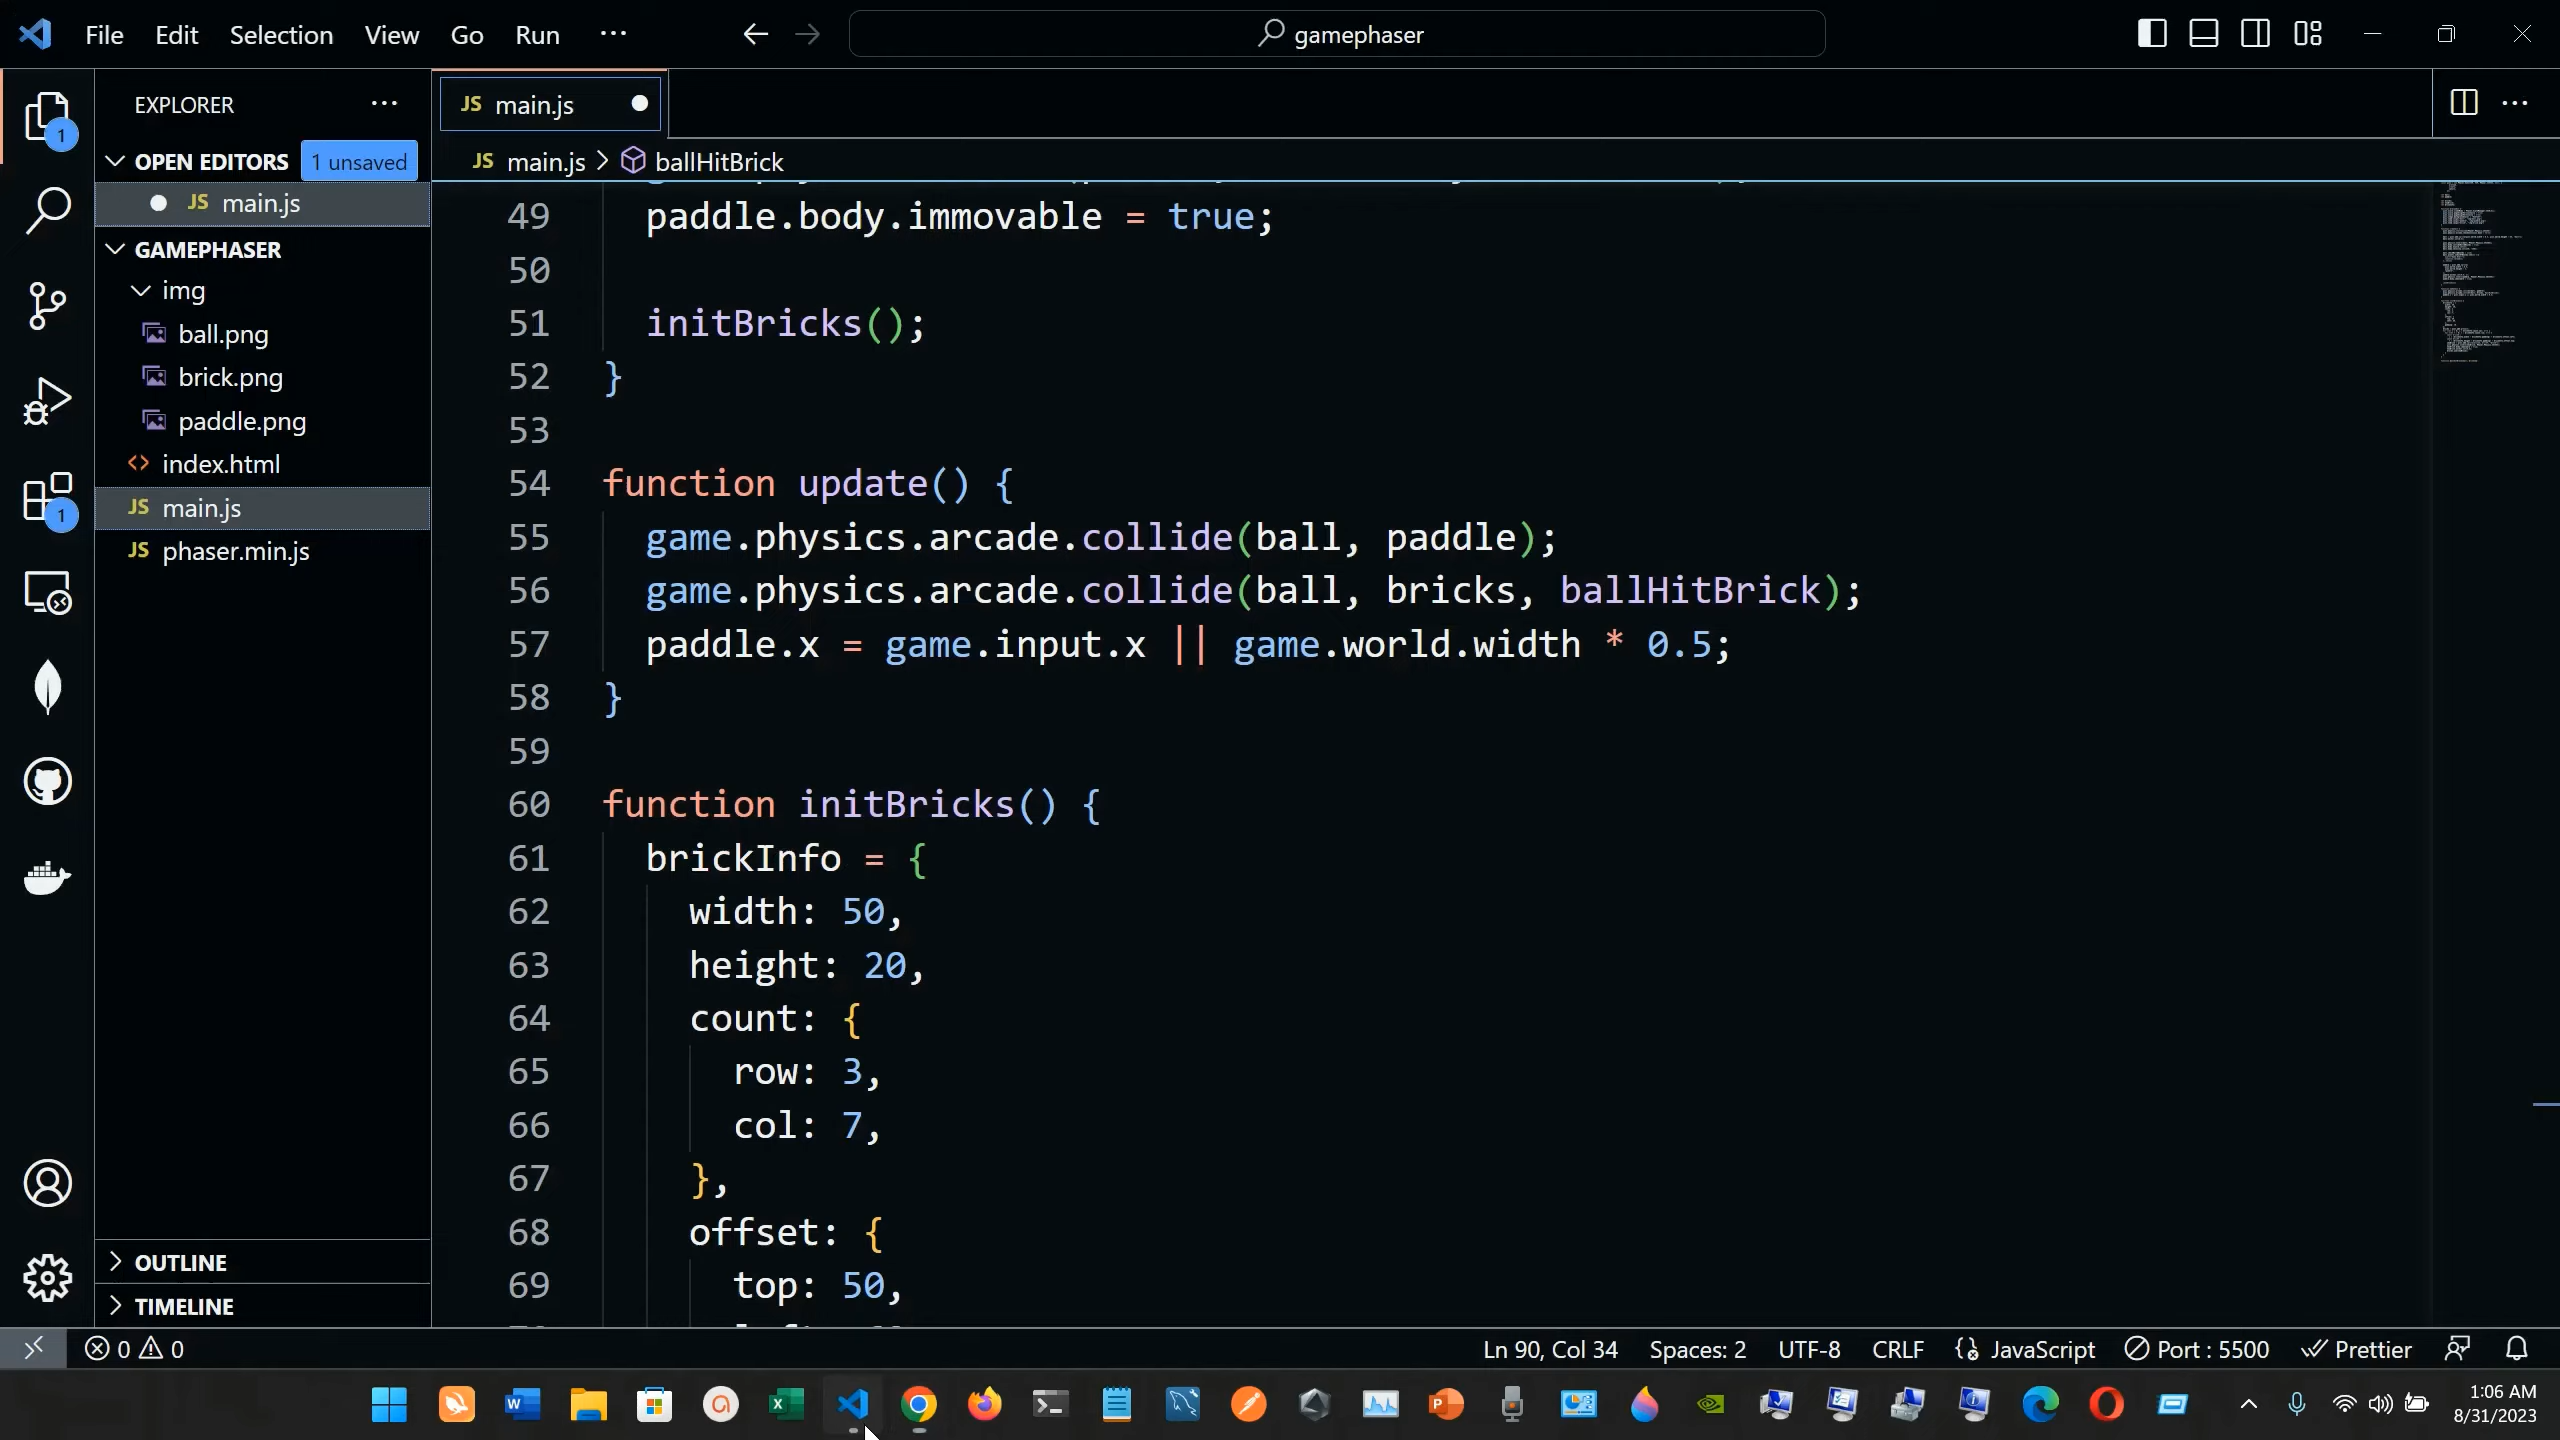 File Edit Selection View Go Run ··· gamephaser
EXPLORER ···
OPEN EDITORS 1 unsaved
JS main.js
GAMEPHASER
img
ball.png
brick.png
paddle.png
index.html
JS main.js
JS phaser.min.js
OUTLINE
TIMELINE
JS main.js
JS main.js > ballHitBrick
49 paddle.body.immovable = true;
50
51 initBricks();
52 }
53
54 function update() {
55 game.physics.arcade.collide(ball, paddle);
56 game.physics.arcade.collide(ball, bricks, ballHitBrick);
57 paddle.x = game.input.x || game.world.width * 0.5;
58 }
59
60 function initBricks() {
61 brickInfo = {
62 width: 50,
63 height: 20,
64 count: {
65 row: 3,
66 col: 7,
67 },
68 offset: {
69 top: 50,
1
1
0 0 Ln 90, Col 34 Spaces: 2 UTF-8 CRLF JavaScript Port : 5500 Prettier
1:06 AM
8/31/2023